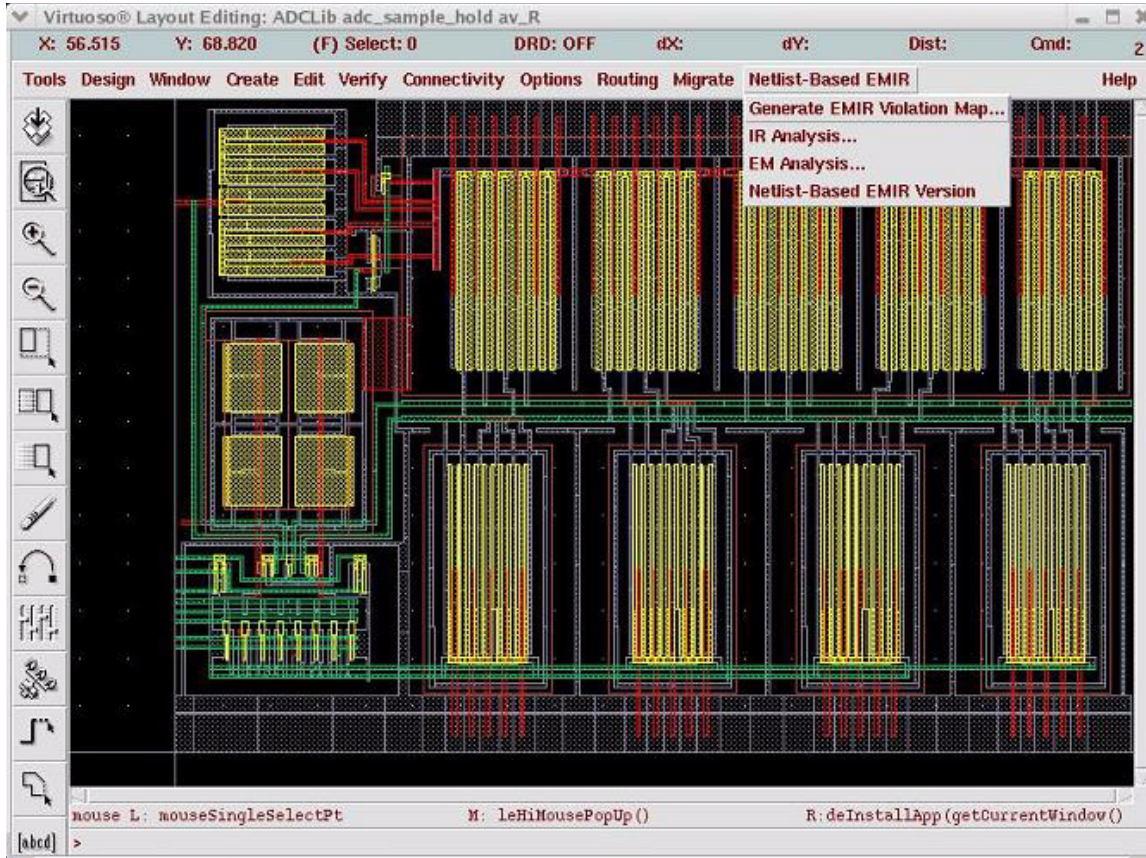 Virtuoso® Layout Editing: ADCLib adc_sample_hold av_R
X: 56.515 Y: 68.820 (F) Select: 0 DRD: OFF dX: dY: Dist: Cmd: 2
Tools Design Window Create Edit Verify Connectivity Options Routing Migrate Netlist-Based EMIR Help
Generate EMIR Violation Map...
IR Analysis...
EM Analysis...
Netlist-Based EMIR Version
mouse L: mouseSingleSelectPt M: leHiMousePopUp() R:deInstallApp(getCurrentWindow()
[abcd] >